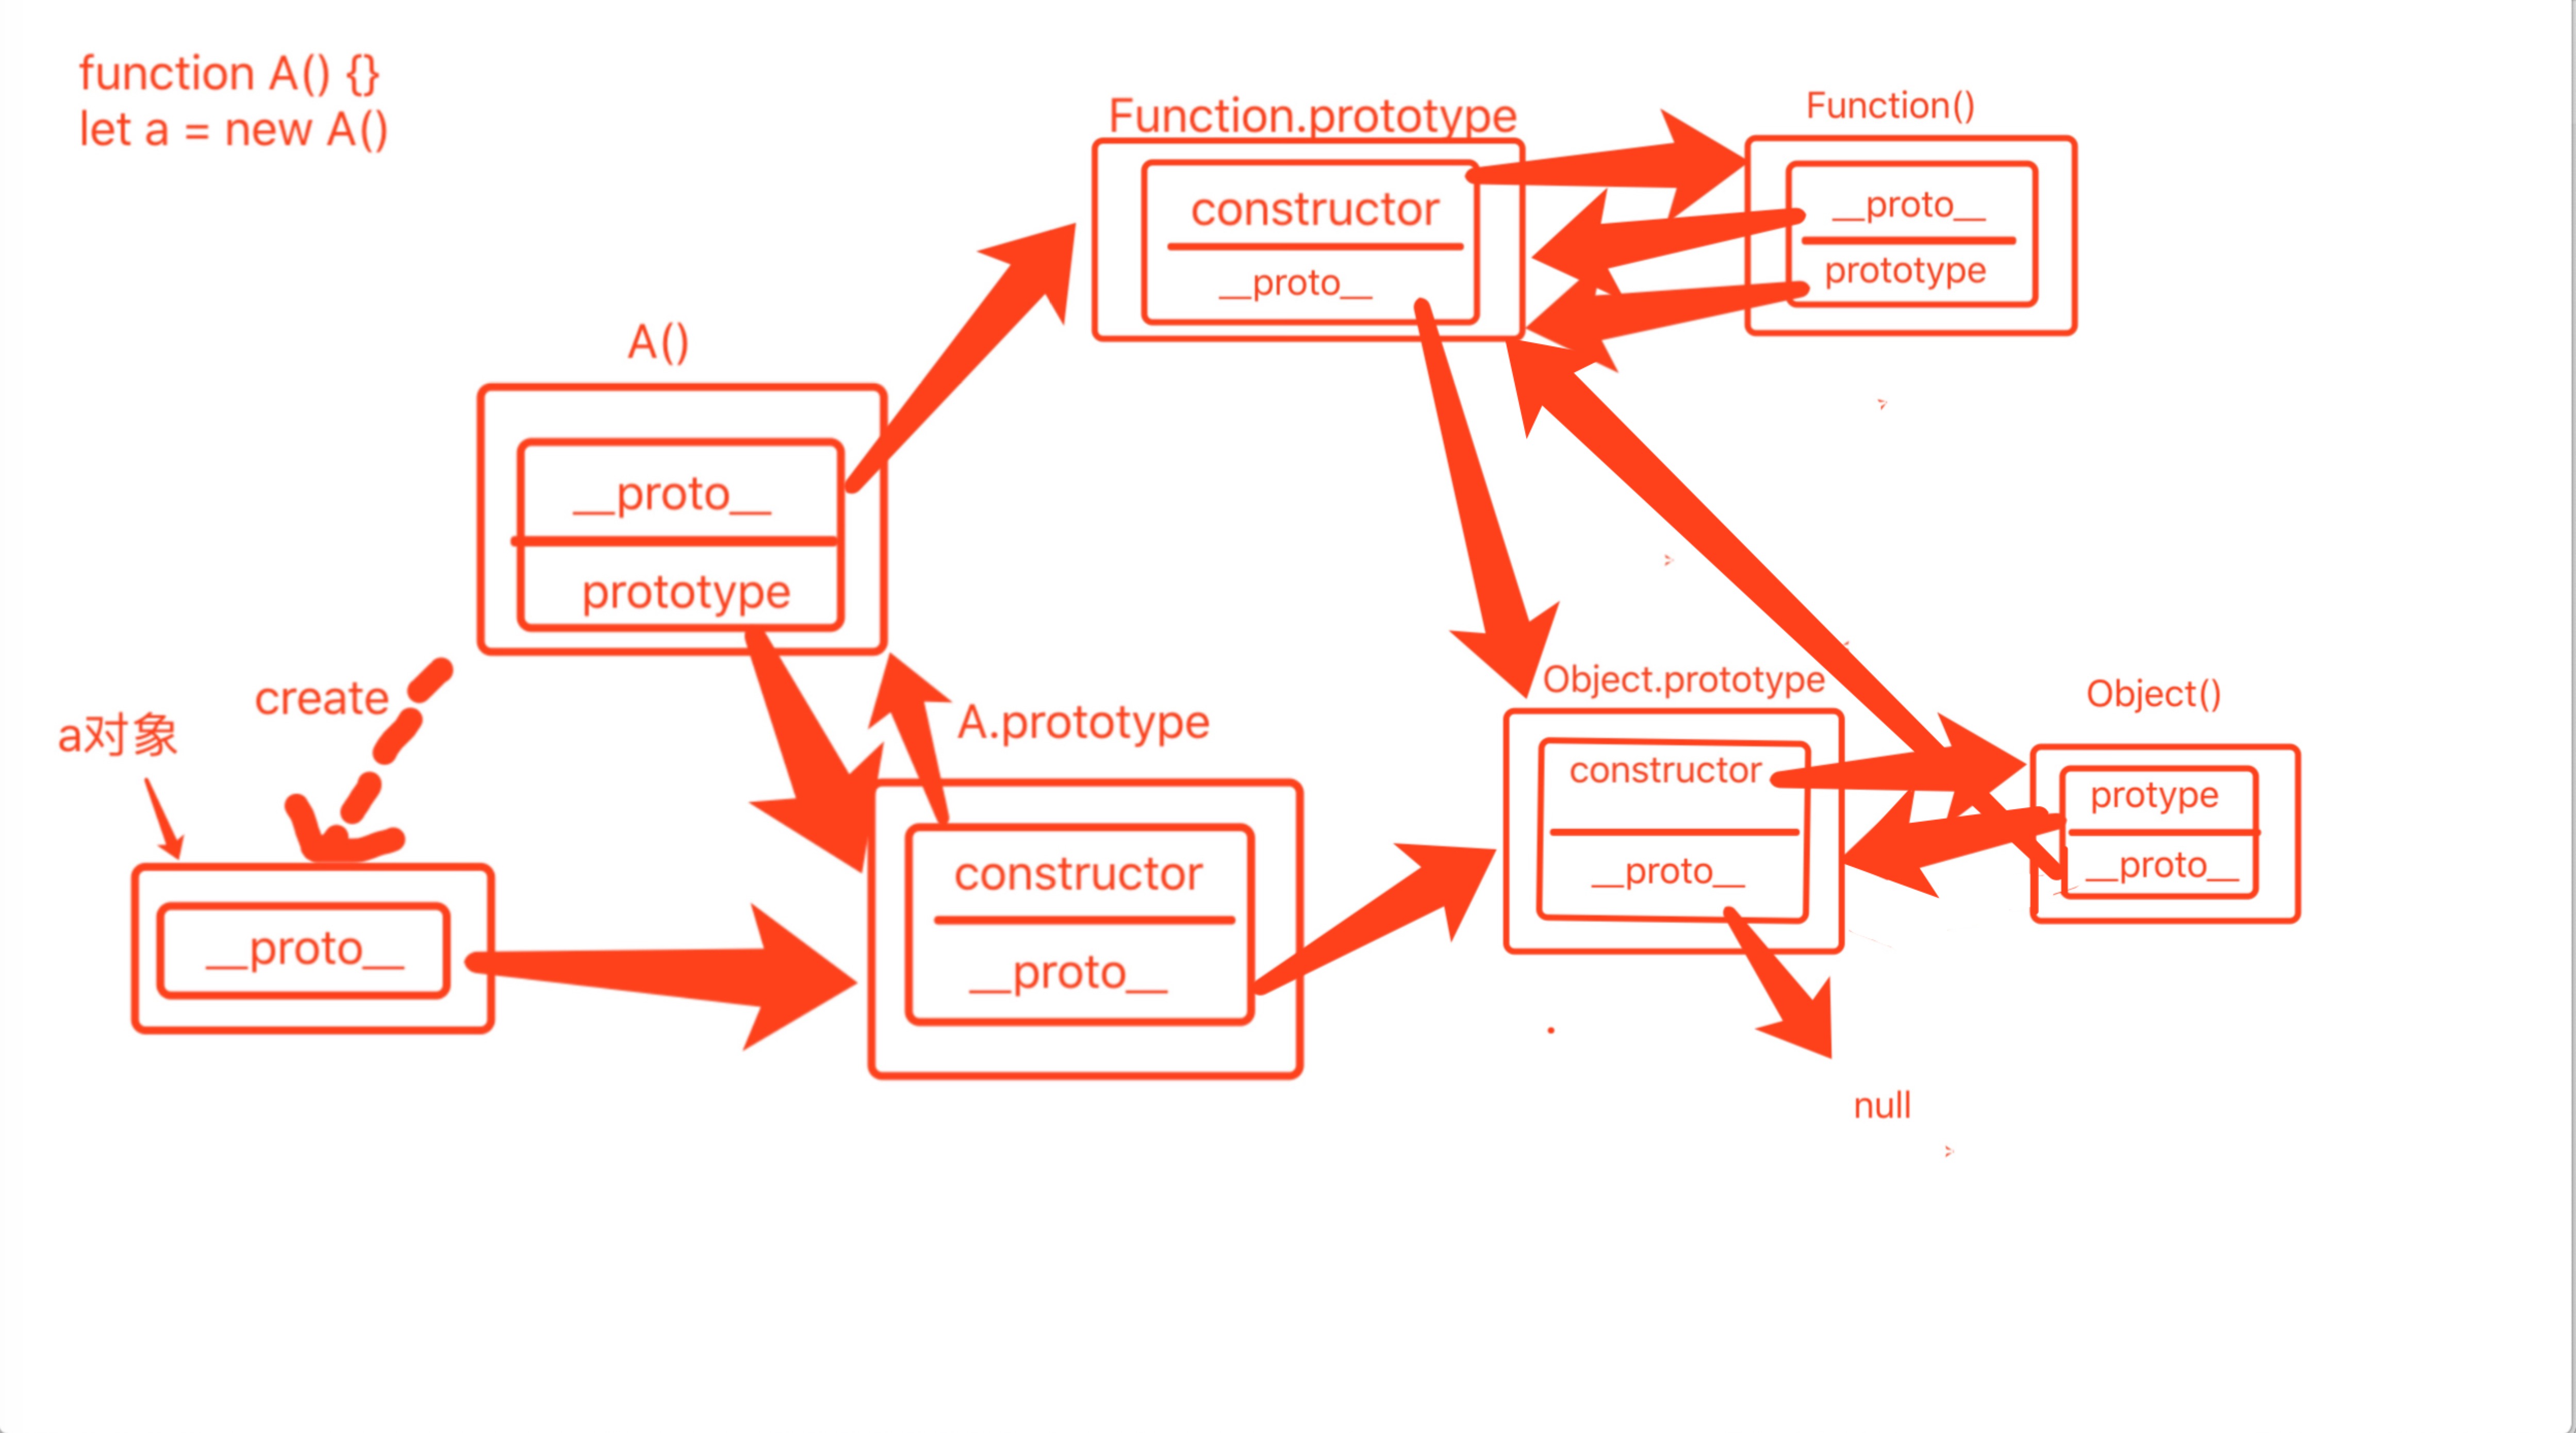 function A() {}
let a = new A()
Function.prototype
constructor
__proto__
Function()
__proto__
prototype
A()
__proto__
prototype
create
a对象
__proto__
A.prototype
constructor
__proto__
Object.prototype
constructor
__proto__
Object()
protype
__proto__
null